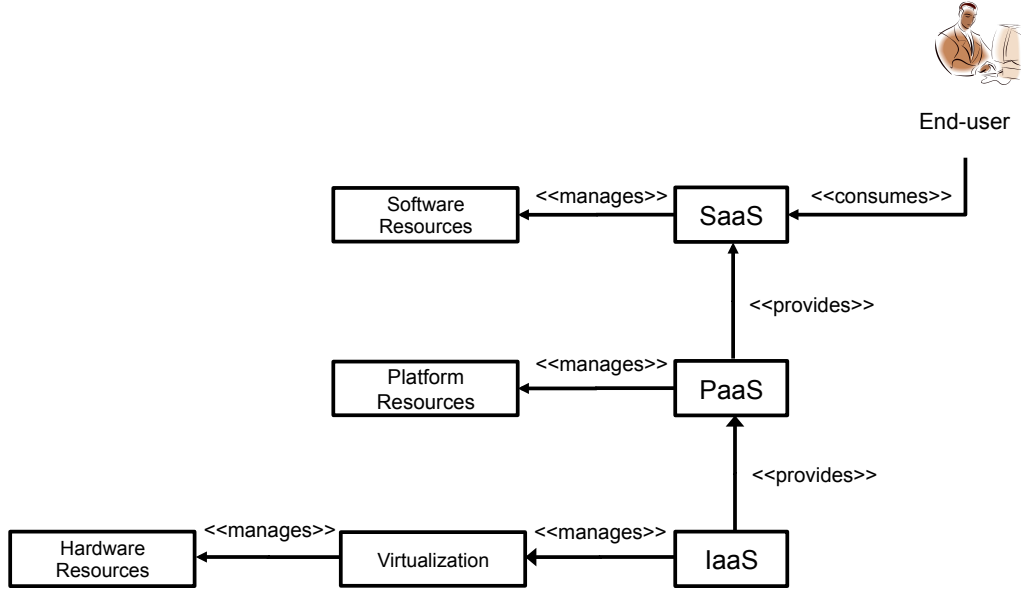 End-user
<<manages>>
<<consumes>>
Software
Resources
SaaS
<<provides>>
<<manages>>
Platform
Resources
PaaS
<<provides>>
<<manages>>
<<manages>>
Hardware
Resources
Virtualization
IaaS